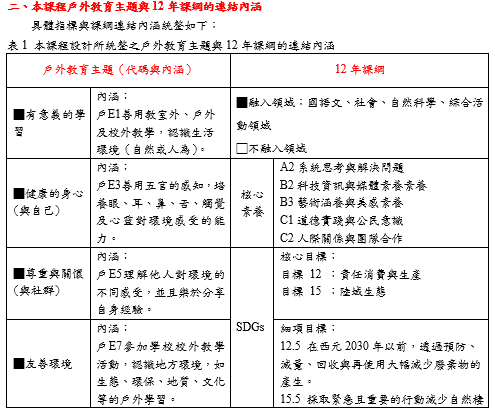 二、本課程戶外教育主題與 12 年課綱的連結內涵
具體指標與課綱連結內涵統整如下：
表 1 本課程設計所統整之戶外教育主題與 12 年課綱的連結內涵
戶外教育主題（代碼與內涵）
12 年課綱
■有意義的學
習
內涵：
戶E1善用教室外、戶外
及校外教學，認識生活
環境（自然或人為）。
■融入領域：國語文、社會、自然科學、綜合活
動領域
□不融入領域
■健康的身心
(與自己)
內涵：
戶E3善用五官的感知，培
養眼、耳、鼻、舌、觸覺
及心靈對環境感受的能
力。
核心
素養
A2 系統思考與解決問題
B2 科技資訊與媒體素養素養
B3 藝術涵養與美感素養
C1 道德實踐與公民意識
C2 人際關係與團隊合作
■尊重與關懷
(與社群)
內涵：
戶E5理解他人對環境的
不同感受，並且樂於分享
自身經驗。
SDGs
核心目標：
目標 12 ：責任消費與生產
目標 15 ：陸域生態
■友善環境
內涵：
戶E7參加學校校外教學
活動，認識地方環境，如
生態、環保、地質、文化
等的戶外學習。
細項目標：
12.5 在西元 2030 年以前，透過預防、
減量、回收與再使用大幅減少廢棄物的
產生。
15.5 採取緊急且重要的行動減少自然棲